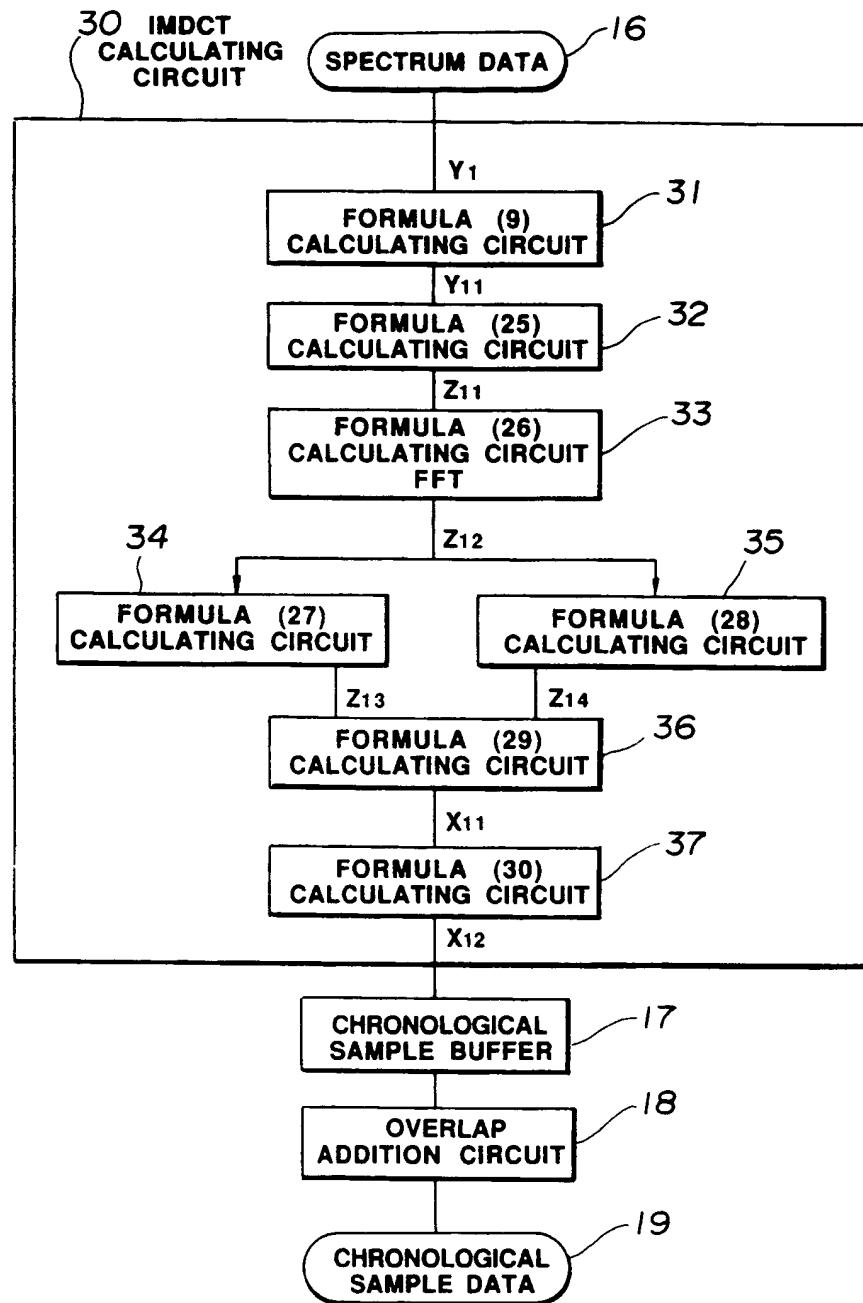 30 IMDCT
CALCULATING
CIRCUIT
16
SPECTRUM DATA
Y1
31
FORMULA (9)
CALCULATING CIRCUIT
Y11
32
FORMULA (25)
CALCULATING CIRCUIT
Z11
33
FORMULA (26)
CALCULATING CIRCUIT
FFT
Z12
34
35
FORMULA (27)
CALCULATING CIRCUIT
FORMULA (28)
CALCULATING CIRCUIT
Z13
Z14
36
FORMULA (29)
CALCULATING CIRCUIT
X11
37
FORMULA (30)
CALCULATING CIRCUIT
X12
17
CHRONOLOGICAL
SAMPLE BUFFER
18
OVERLAP
ADDITION CIRCUIT
19
CHRONOLOGICAL
SAMPLE DATA